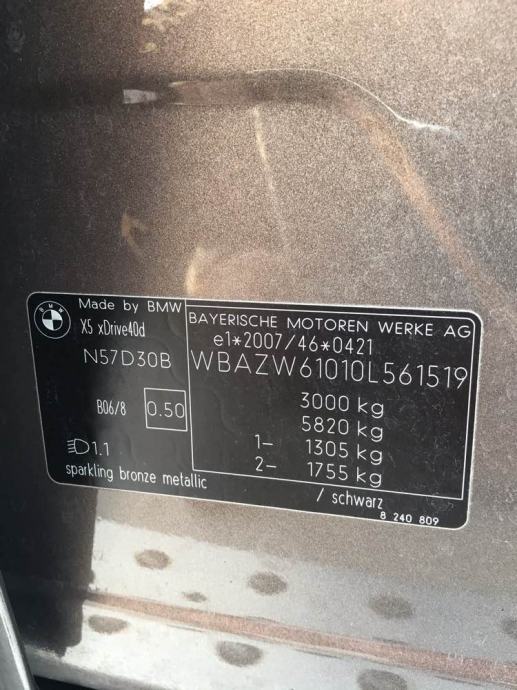 BMW
Made by BMW
X5 xDrive40d
N57D30B
B06/8 0.50
1.1
sparkling bronze metallic
BAYERISCHE MOTOREN WERKE AG
e1*2007/46*0421
WBAZW61010L561519
3000 kg
5820 kg
1- 1305 kg
2- 1755 kg
/ schwarz
8 240 809